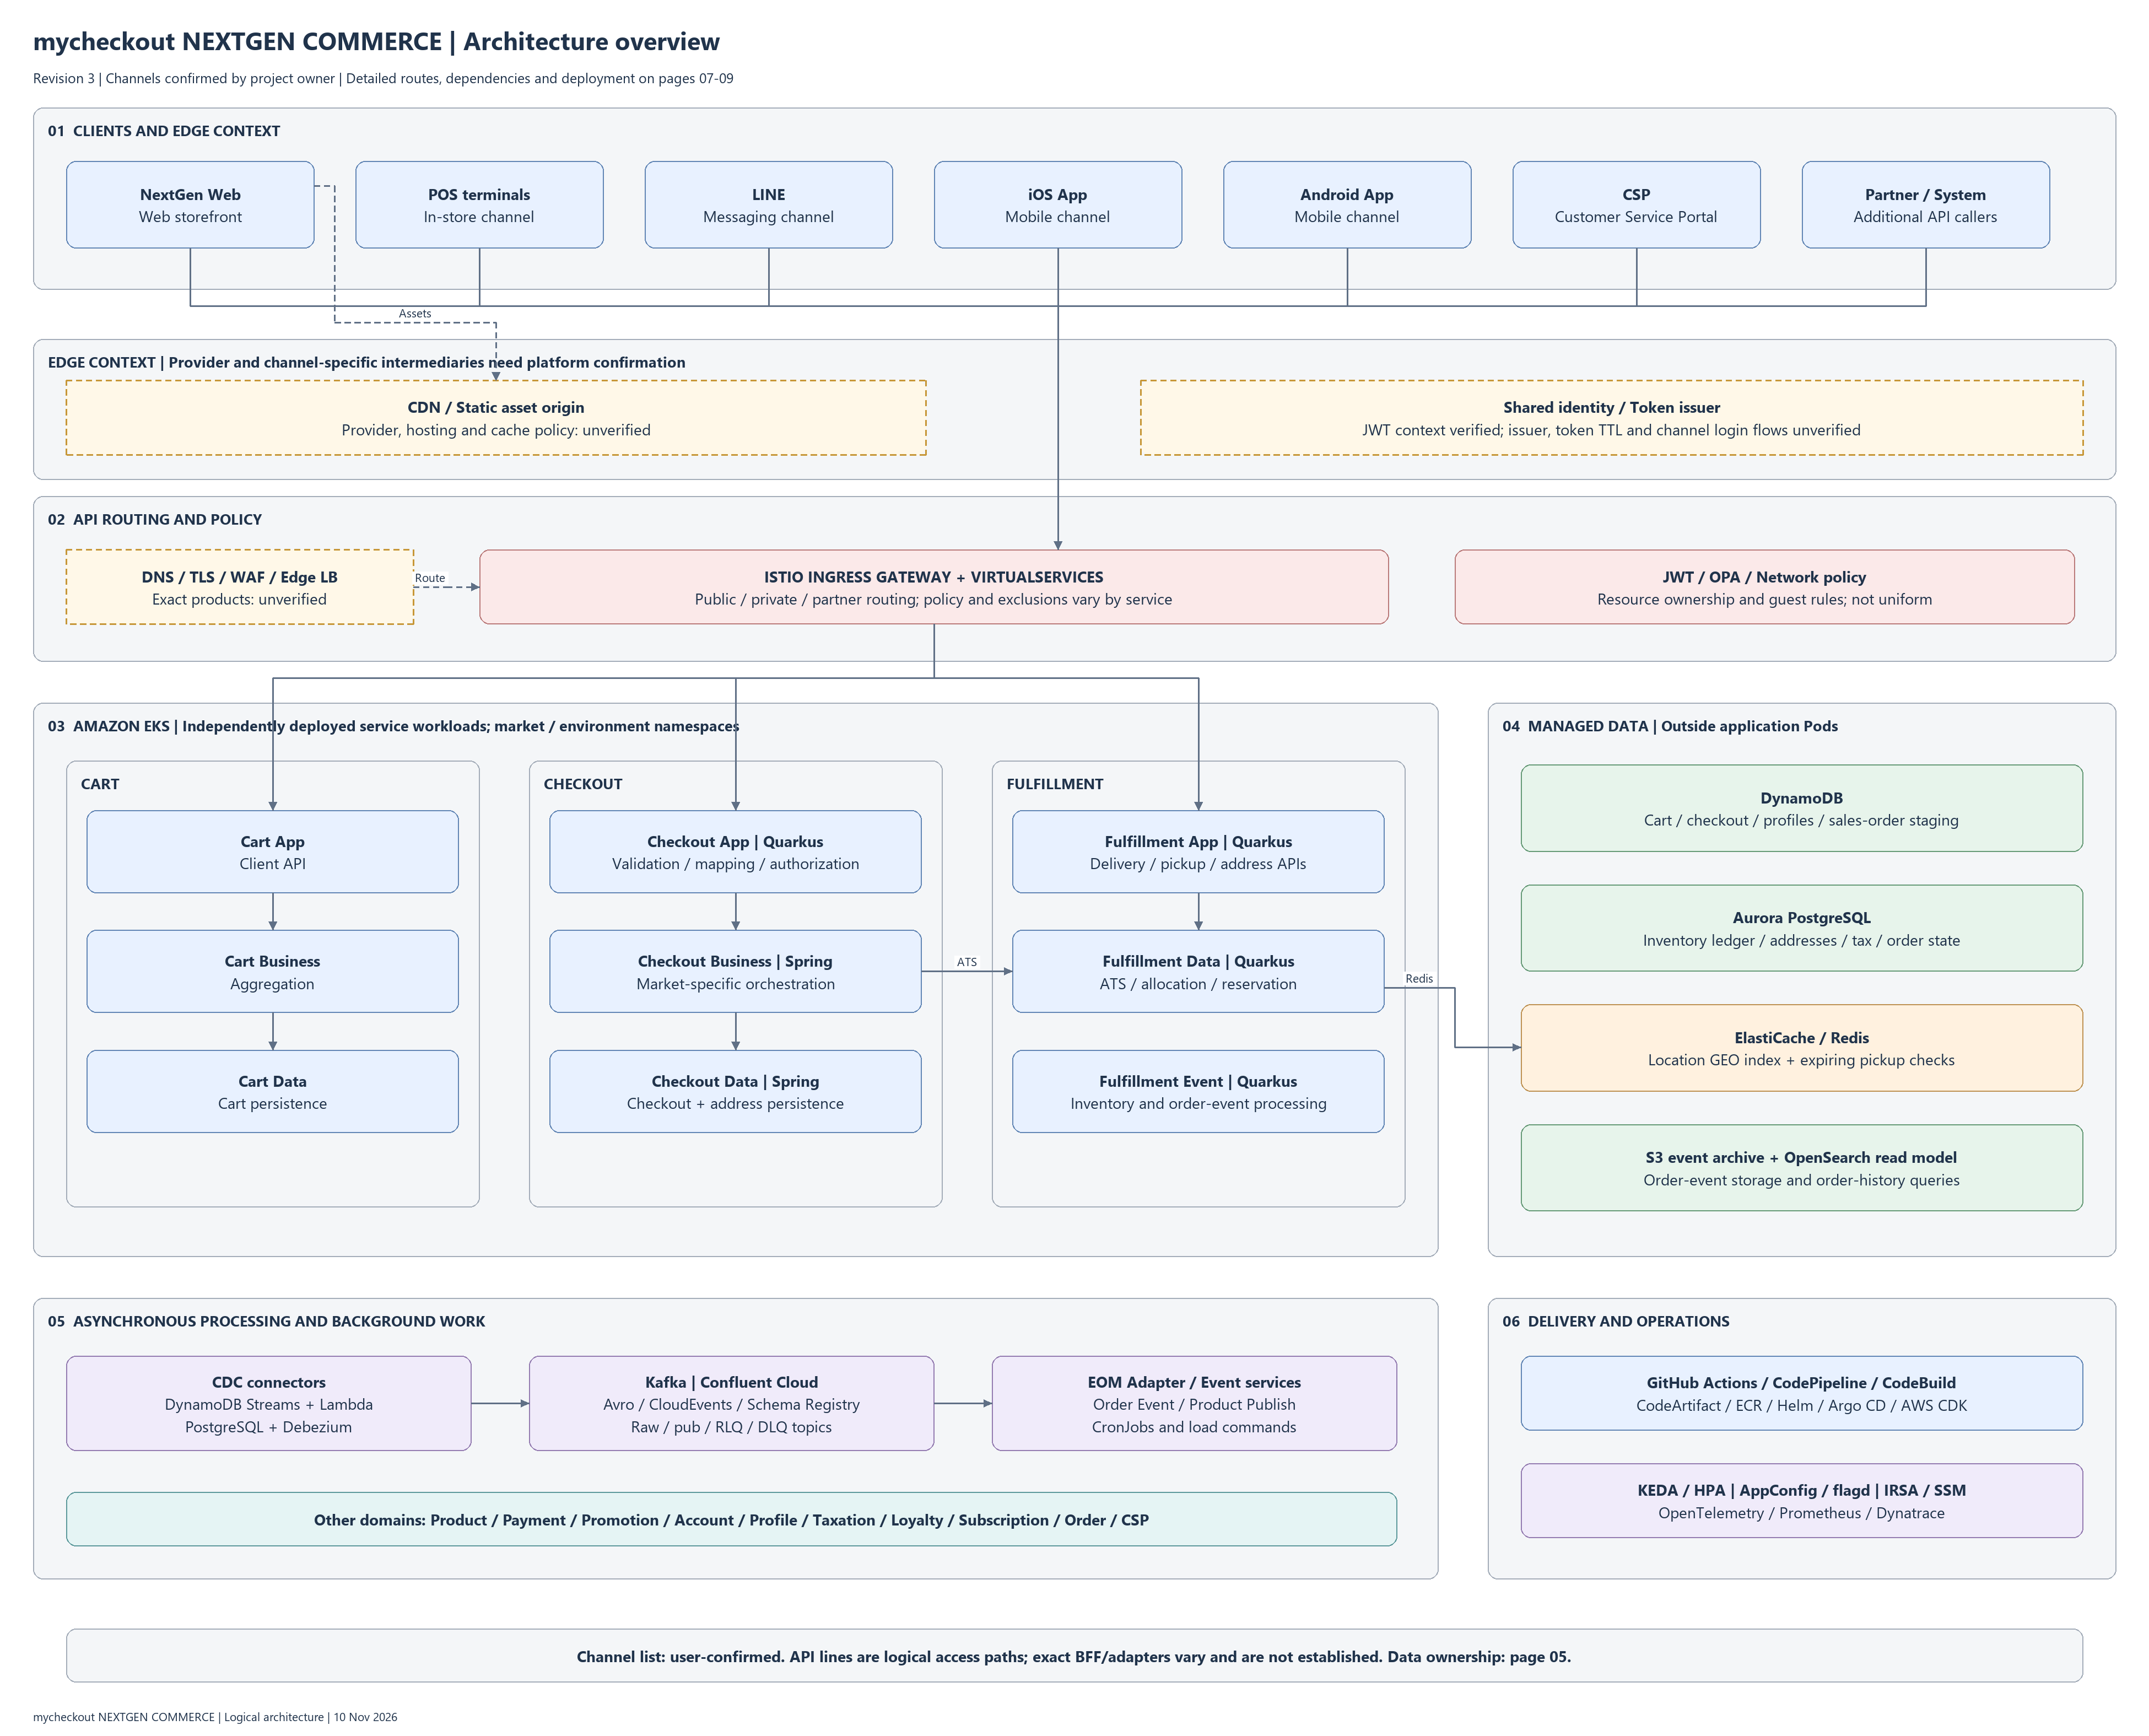 mycheckout NEXTGEN COMMERCE | Architecture overview
Revision 3 | Channels confirmed by project owner | Detailed routes, dependencies and deployment on pages 07-09
01 CLIENTS AND EDGE CONTEXT
NextGen Web
Web storefront
POS terminals
In-store channel
LINE
Messaging channel
iOS App
Mobile channel
Android App
Mobile channel
CSP
Customer Service Portal
Partner / System
Additional API callers
Assets
EDGE CONTEXT | Provider and channel-specific intermediaries need platform confirmation
CDN / Static asset origin
Provider, hosting and cache policy: unverified
Shared identity / Token issuer
JWT context verified; issuer, token TTL and channel login flows unverified
02 API ROUTING AND POLICY
DNS / TLS / WAF / Edge LB
Exact products: unverified
Route
ISTIO INGRESS GATEWAY + VIRTUALSERVICES
Public / private / partner routing; policy and exclusions vary by service
JWT / OPA / Network policy
Resource ownership and guest rules; not uniform
03 AMAZON EKS | Independently deployed service workloads; market / environment namespaces
CART
Cart App
Client API
Cart Business
Aggregation
Cart Data
Cart persistence
CHECKOUT
Checkout App | Quarkus
Validation / mapping / authorization
Checkout Business | Spring
Market-specific orchestration
Checkout Data | Spring
Checkout + address persistence
ATS
FULFILLMENT
Fulfillment App | Quarkus
Delivery / pickup / address APIs
Fulfillment Data | Quarkus
ATS / allocation / reservation
Fulfillment Event | Quarkus
Inventory and order-event processing
Redis
04 MANAGED DATA | Outside application Pods
DynamoDB
Cart / checkout / profiles / sales-order staging
Aurora PostgreSQL
Inventory ledger / addresses / tax / order state
ElastiCache / Redis
Location GEO index + expiring pickup checks
S3 event archive + OpenSearch read model
Order-event storage and order-history queries
05 ASYNCHRONOUS PROCESSING AND BACKGROUND WORK
CDC connectors
DynamoDB Streams + Lambda
PostgreSQL + Debezium
Kafka | Confluent Cloud
Avro / CloudEvents / Schema Registry
Raw / pub / RLQ / DLQ topics
EOM Adapter / Event services
Order Event / Product Publish
CronJobs and load commands
Other domains: Product / Payment / Promotion / Account / Profile / Taxation / Loyalty / Subscription / Order / CSP
06 DELIVERY AND OPERATIONS
GitHub Actions / CodePipeline / CodeBuild
CodeArtifact / ECR / Helm / Argo CD / AWS CDK
KEDA / HPA | AppConfig / flagd | IRSA / SSM
OpenTelemetry / Prometheus / Dynatrace
Channel list: user-confirmed. API lines are logical access paths; exact BFF/adapters vary and are not established. Data ownership: page 05.
mycheckout NEXTGEN COMMERCE | Logical architecture | 10 Nov 2026